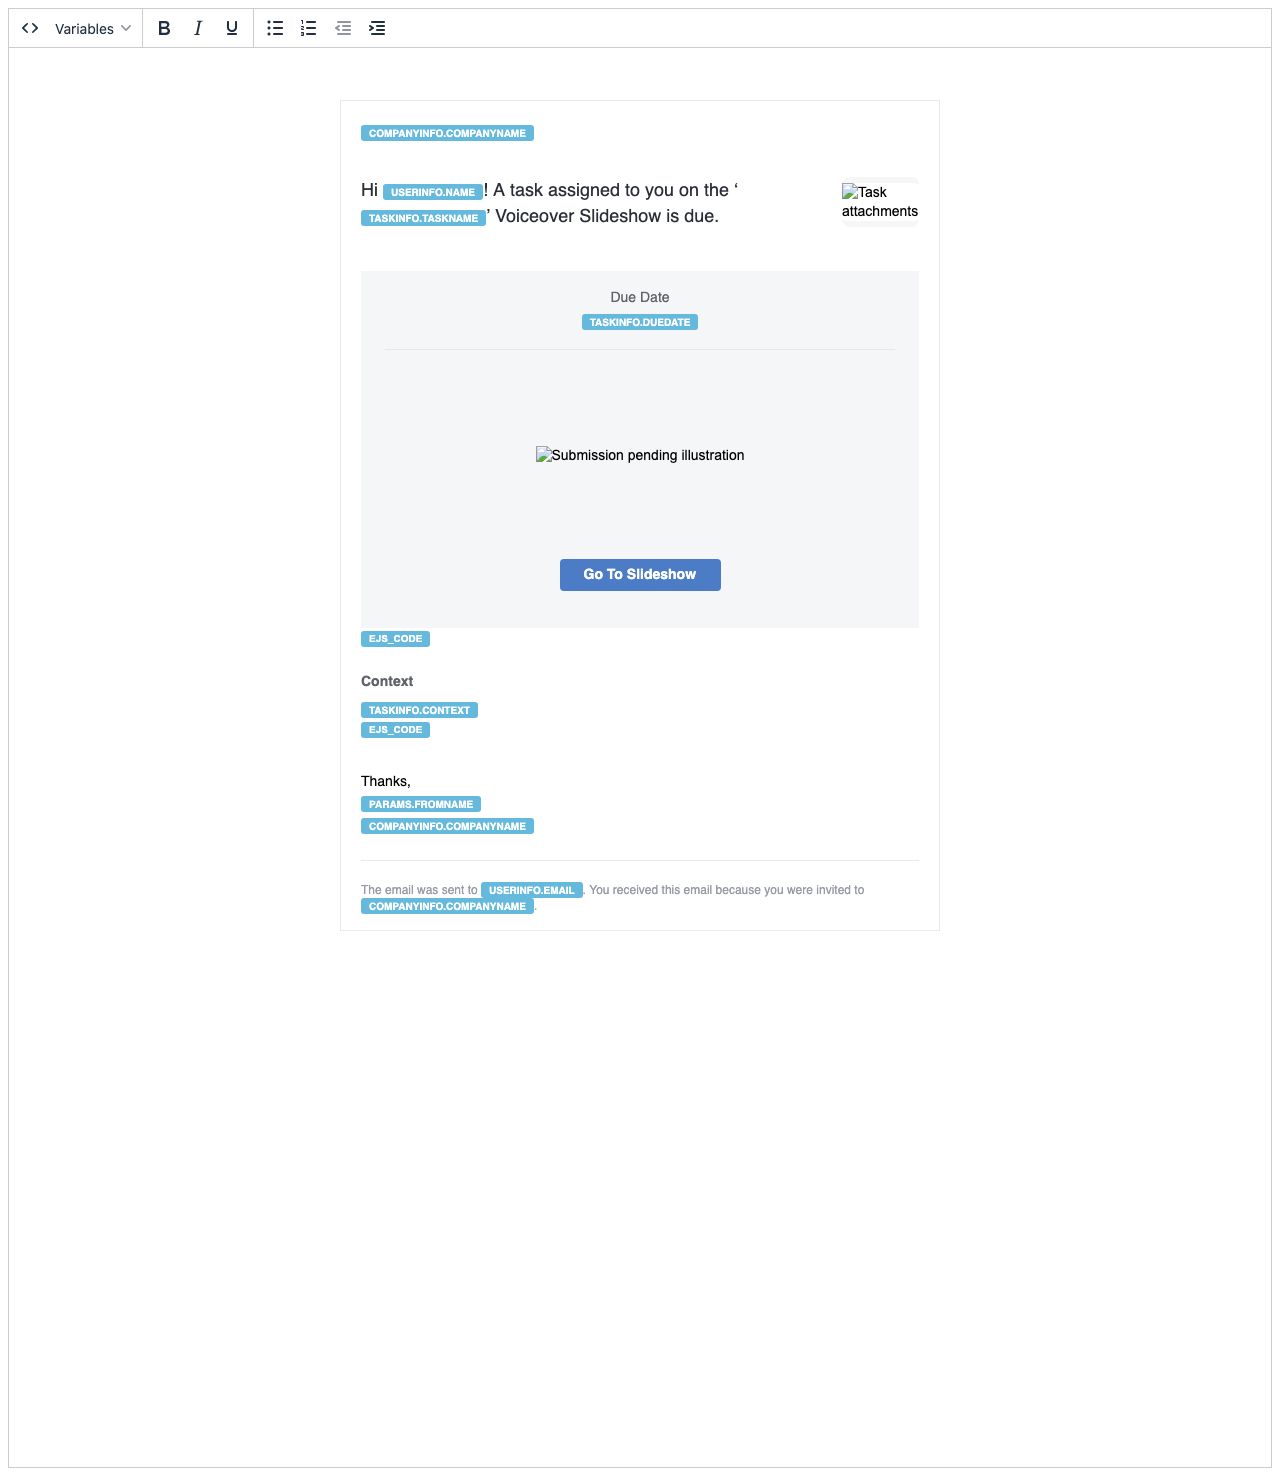 Variables B I U
COMPANYINFO.COMPANYNAME
Hi USERINFO.NAME! A task assigned to you on the ‘
TASKINFO.TASKNAME’ Voiceover Slideshow is due.
Task
attachments
Due Date
TASKINFO.DUEDATE
Submission pending illustration
Go To Slideshow
EJS_CODE
Context
TASKINFO.CONTEXT
EJS_CODE
Thanks,
PARAMS.FROMNAME
COMPANYINFO.COMPANYNAME
The email was sent to USERINFO.EMAIL. You received this email because you were invited to
COMPANYINFO.COMPANYNAME.